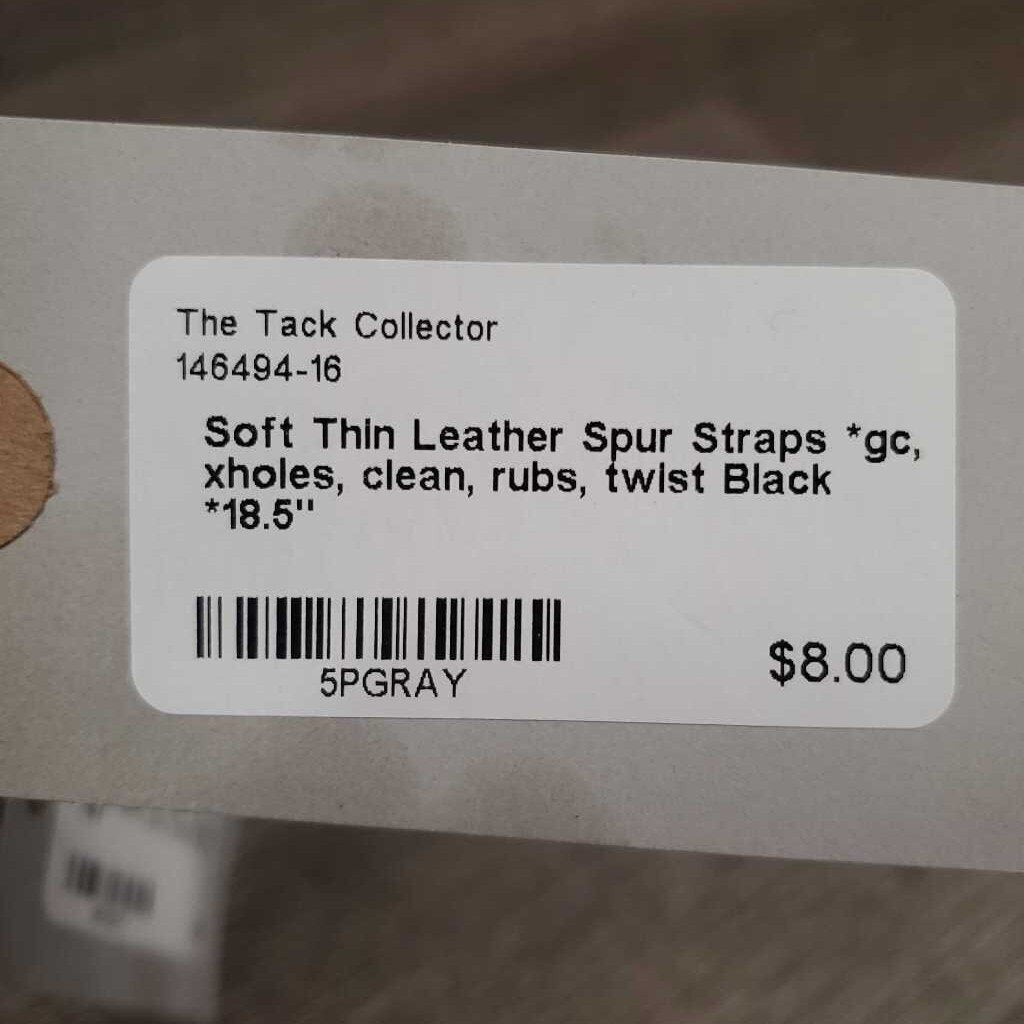 The Tack Collector
146494-16
Soft Thin Leather Spur Straps *gc,
xholes, clean, rubs, twist Black
*18.5"
5PGRAY
$8.00